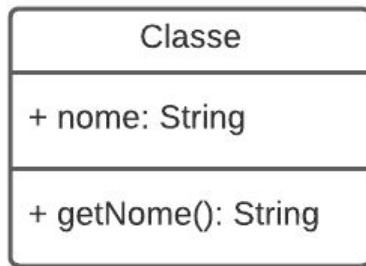 Classe
+ nome: String
+ getNome(): String